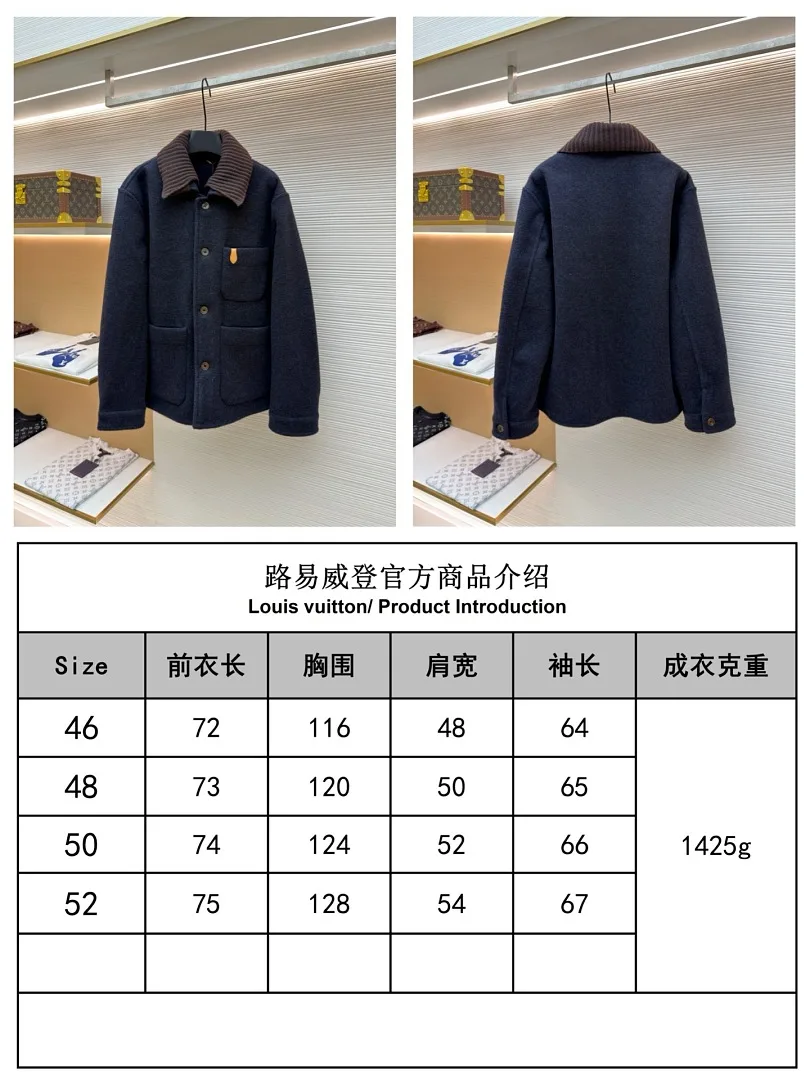 路易威登官方商品介绍
Louis vuitton/ Product Introduction
Size 前衣长 胸围 肩宽 袖长 成衣克重
46 72 116 48 64
48 73 120 50 65
50 74 124 52 66 1425g
52 75 128 54 67